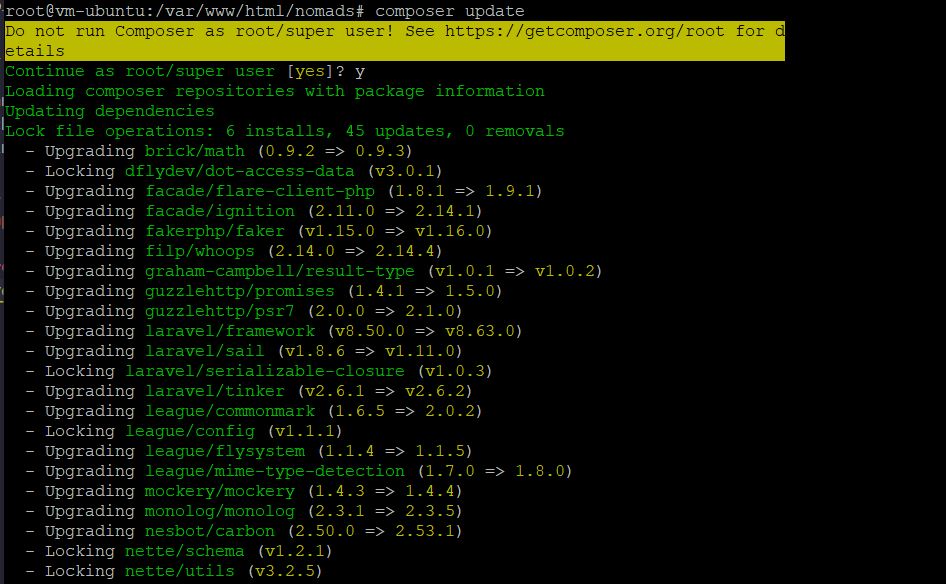 root@vm-ubuntu:/var/www/html/nomads# composer update
Do not run Composer as root/super user! See https://getcomposer.org/root for d
etails
Continue as root/super user [yes]? y
Loading composer repositories with package information
Updating dependencies
Lock file operations: 6 installs, 45 updates, 0 removals
  - Upgrading brick/math (0.9.2 => 0.9.3)
  - Locking dflydev/dot-access-data (v3.0.1)
  - Upgrading facade/flare-client-php (1.8.1 => 1.9.1)
  - Upgrading facade/ignition (2.11.0 => 2.14.1)
  - Upgrading fakerphp/faker (v1.15.0 => v1.16.0)
  - Upgrading filp/whoops (2.14.0 => 2.14.4)
  - Upgrading graham-campbell/result-type (v1.0.1 => v1.0.2)
  - Upgrading guzzlehttp/promises (1.4.1 => 1.5.0)
  - Upgrading guzzlehttp/psr7 (2.0.0 => 2.1.0)
  - Upgrading laravel/framework (v8.50.0 => v8.63.0)
  - Upgrading laravel/sail (v1.8.6 => v1.11.0)
  - Locking laravel/serializable-closure (v1.0.3)
  - Upgrading laravel/tinker (v2.6.1 => v2.6.2)
  - Upgrading league/commonmark (1.6.5 => 2.0.2)
  - Locking league/config (v1.1.1)
  - Upgrading league/flysystem (1.1.4 => 1.1.5)
  - Upgrading league/mime-type-detection (1.7.0 => 1.8.0)
  - Upgrading mockery/mockery (1.4.3 => 1.4.4)
  - Upgrading monolog/monolog (2.3.1 => 2.3.5)
  - Upgrading nesbot/carbon (2.50.0 => 2.53.1)
  - Locking nette/schema (v1.2.1)
  - Locking nette/utils (v3.2.5)